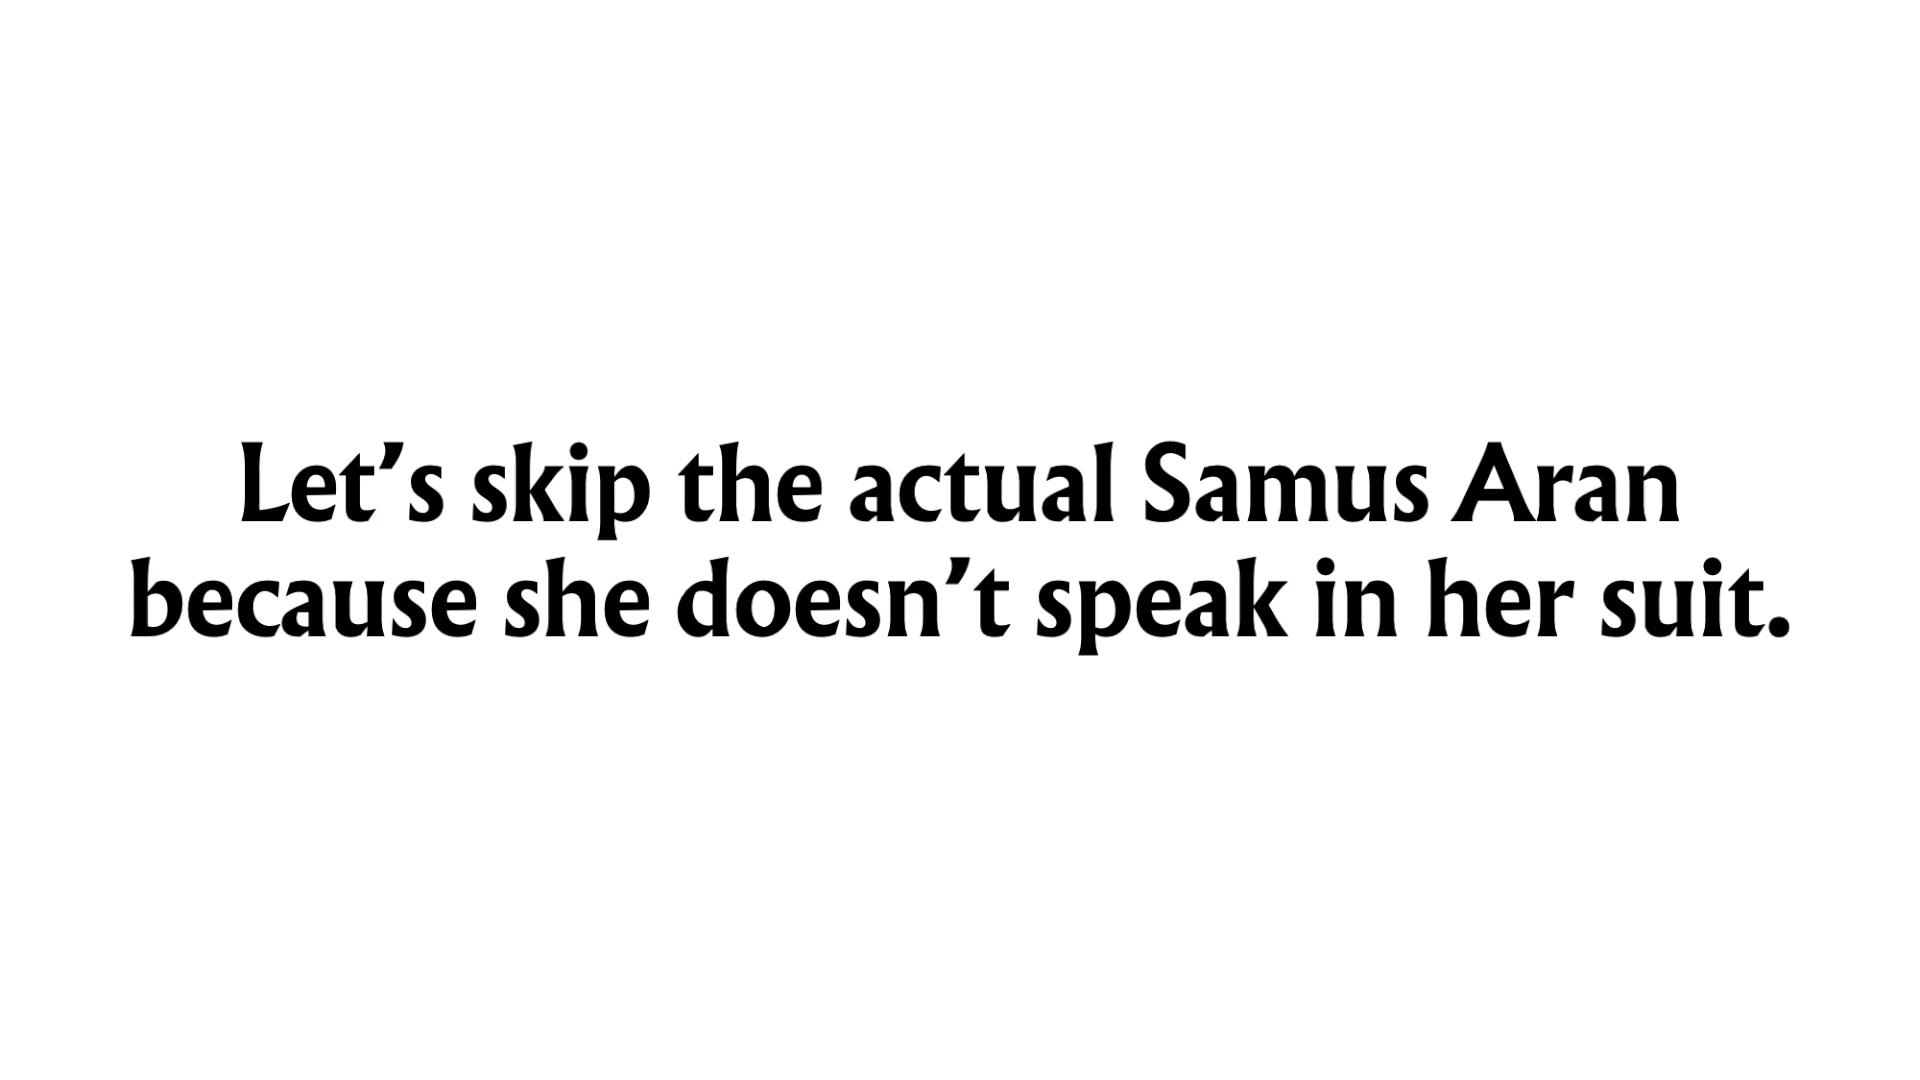 Let’s skip the actual Samus Aran
because she doesn’t speak in her suit.